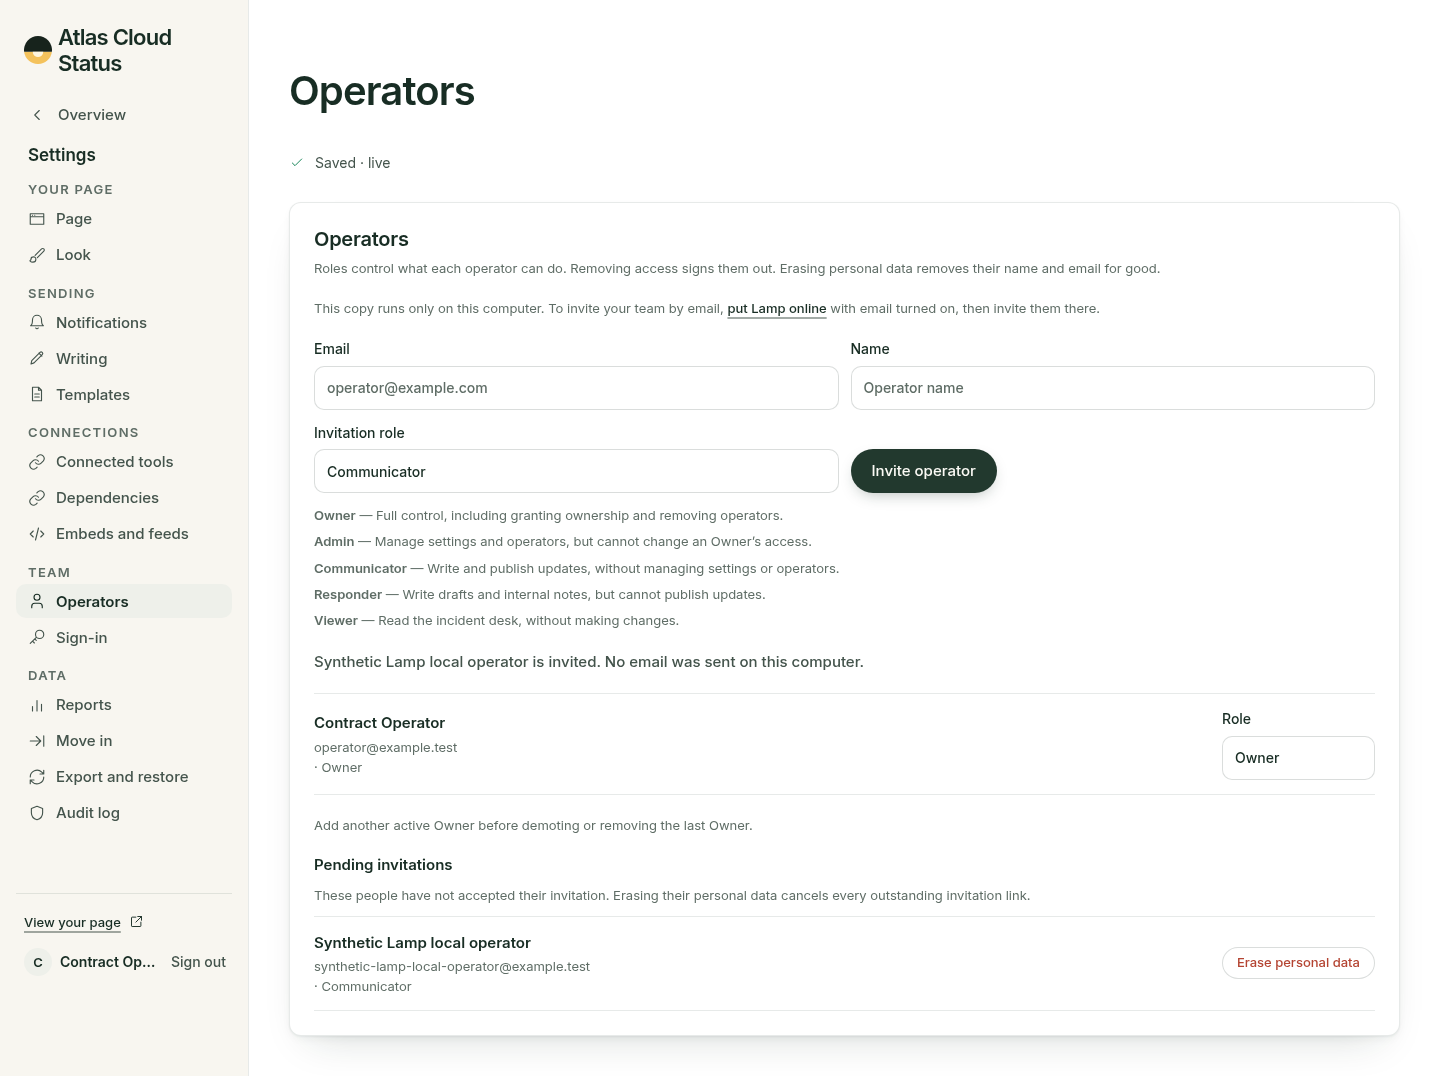 Atlas Cloud
Status
Overview
Settings
YOUR PAGE
Page
Look
SENDING
Notifications
Writing
Templates
CONNECTIONS
Connected tools
Dependencies
Embeds and feeds
TEAM
Operators
Sign-in
DATA
Reports
Move in
Export and restore
Audit log
View your page
C Contract Op... Sign out
Operators
Saved · live
Operators
Roles control what each operator can do. Removing access signs them out. Erasing personal data removes their name and email for good.
This copy runs only on this computer. To invite your team by email, put Lamp online with email turned on, then invite them there.
Email Name
operator@example.com Operator name
Invitation role
Communicator Invite operator
Owner — Full control, including granting ownership and removing operators.
Admin — Manage settings and operators, but cannot change an Owner’s access.
Communicator — Write and publish updates, without managing settings or operators.
Responder — Write drafts and internal notes, but cannot publish updates.
Viewer — Read the incident desk, without making changes.
Synthetic Lamp local operator is invited. No email was sent on this computer.
Contract Operator
operator@example.test
· Owner
Role
Owner
Add another active Owner before demoting or removing the last Owner.
Pending invitations
These people have not accepted their invitation. Erasing their personal data cancels every outstanding invitation link.
Synthetic Lamp local operator
synthetic-lamp-local-operator@example.test
· Communicator
Erase personal data